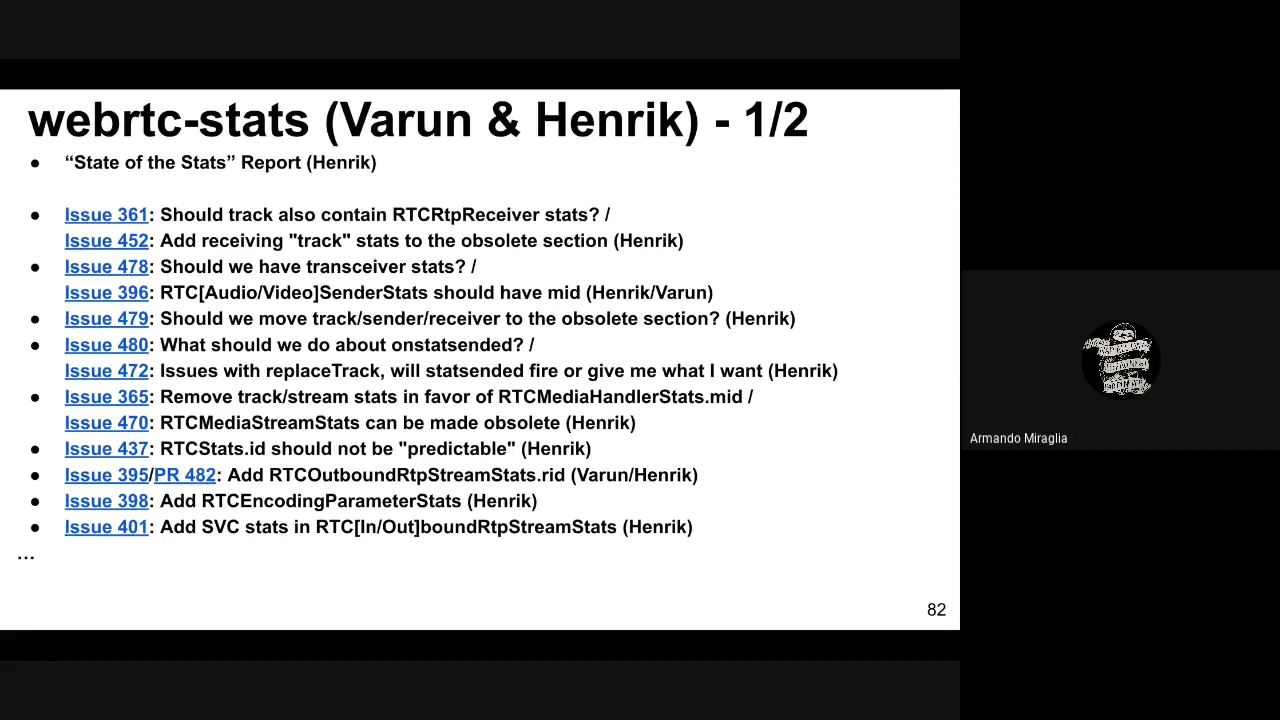 webrtc-stats (Varun & Henrik) - 1/2
● “State of the Stats” Report (Henrik)
● Issue 361: Should track also contain RTCRtpReceiver stats? /
Issue 452: Add receiving "track" stats to the obsolete section (Henrik)
● Issue 478: Should we have transceiver stats? /
Issue 396: RTC[Audio/Video]SenderStats should have mid (Henrik/Varun)
● Issue 479: Should we move track/sender/receiver to the obsolete section? (Henrik)
● Issue 480: What should we do about onstatsended? /
Issue 472: Issues with replaceTrack, will statsended fire or give me what I want (Henrik)
● Issue 365: Remove track/stream stats in favor of RTCMediaHandlerStats.mid /
Issue 470: RTCMediaStreamStats can be made obsolete (Henrik)
● Issue 437: RTCStats.id should not be "predictable" (Henrik)
● Issue 395/PR 482: Add RTCOutboundRtpStreamStats.rid (Varun/Henrik)
● Issue 398: Add RTCEncodingParameterStats (Henrik)
● Issue 401: Add SVC stats in RTC[In/Out]boundRtpStreamStats (Henrik)
...
82
Armando Miraglia